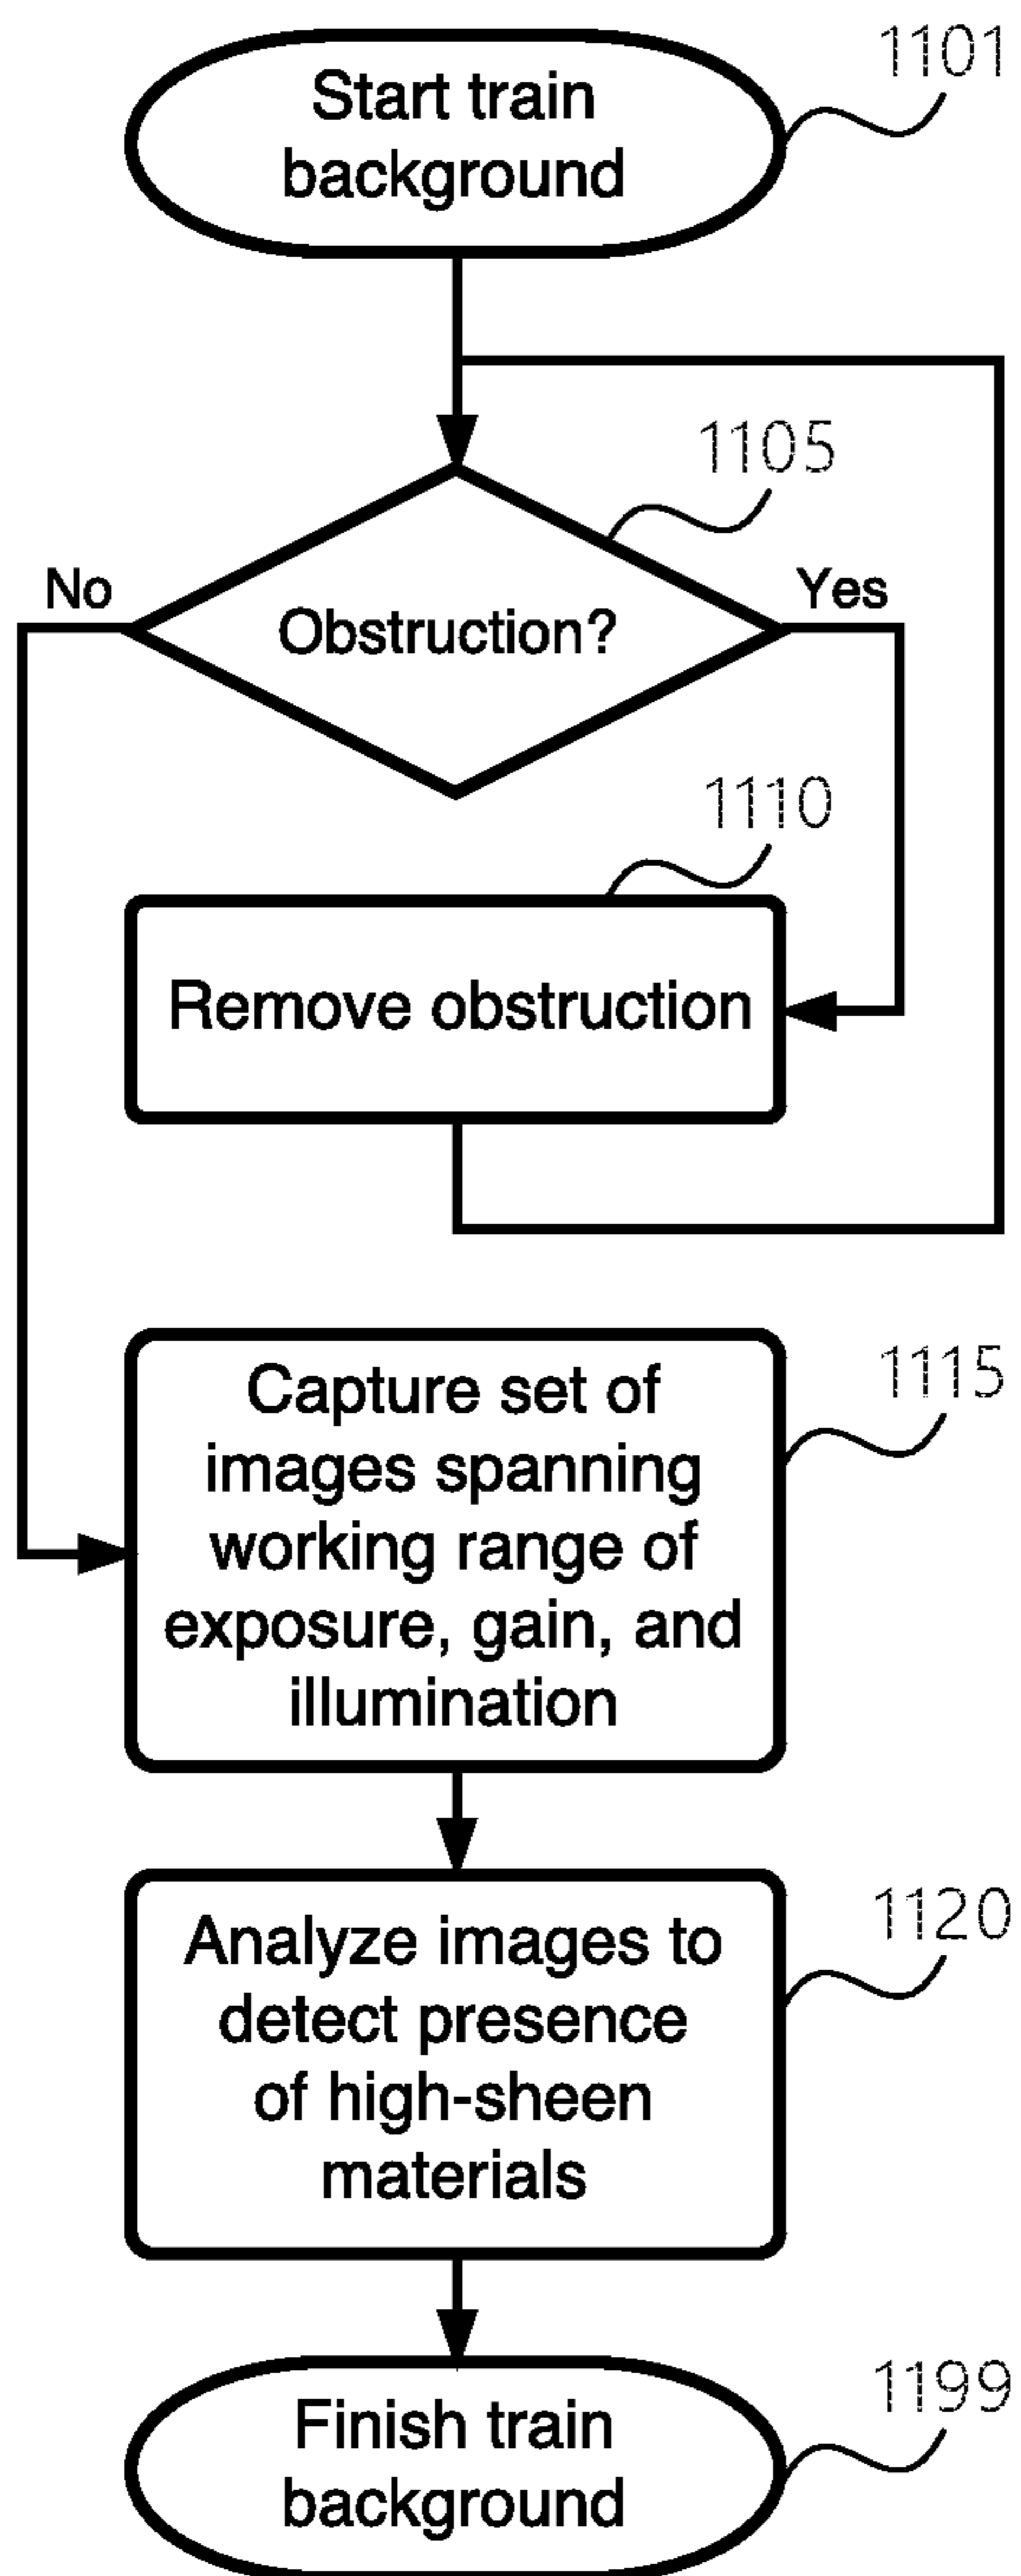 1101
Start train
background
1105
No
Yes
Obstruction?
1110
Remove obstruction
1115
Capture set of
images spanning
working range of
exposure, gain, and
illumination
1120
Analyze images to
detect presence
of high-sheen
materials
1199
Finish train
background